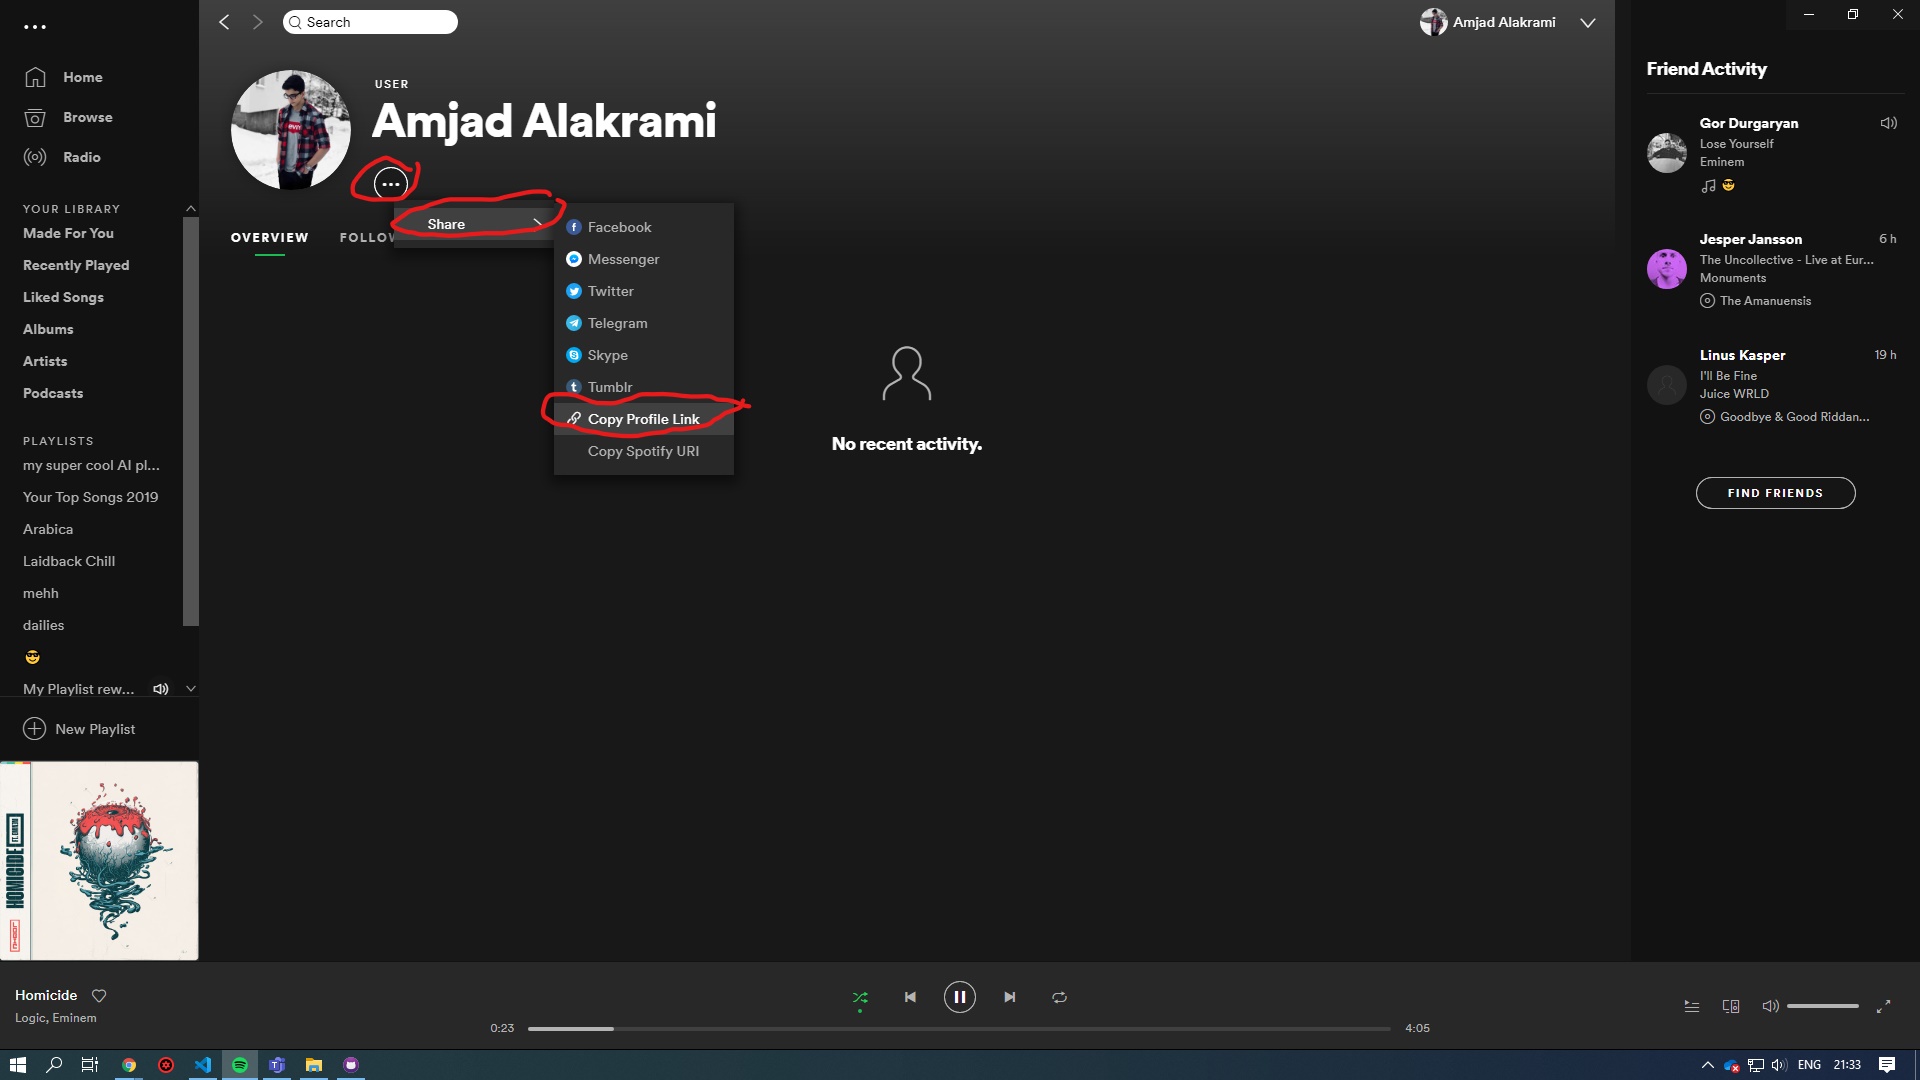 Search
Amjad Alakrami
Home
Browse
Radio
YOUR LIBRARY
Made For You
Recently Played
Liked Songs
Albums
Artists
Podcasts
PLAYLISTS
my super cool AI pl...
Your Top Songs 2019
Arabica
Laidback Chill
mehh
dailies
😎
My Playlist rew...
New Playlist
HOMICIDE
FT. EMINEM
LOGIC
USER
Amjad Alakrami
OVERVIEW
FOLLOW
Share
Facebook
Messenger
Twitter
Telegram
Skype
Tumblr
Copy Profile Link
Copy Spotify URI
No recent activity.
Friend Activity
Gor Durgaryan
Lose Yourself
Eminem
😎
Jesper Jansson 6 h
The Uncollective - Live at Eur...
Monuments
The Amanuensis
Linus Kasper 19 h
I'll Be Fine
Juice WRLD
Goodbye & Good Riddan...
FIND FRIENDS
Homicide
Logic, Eminem
0:23
4:05
ENG 21:33